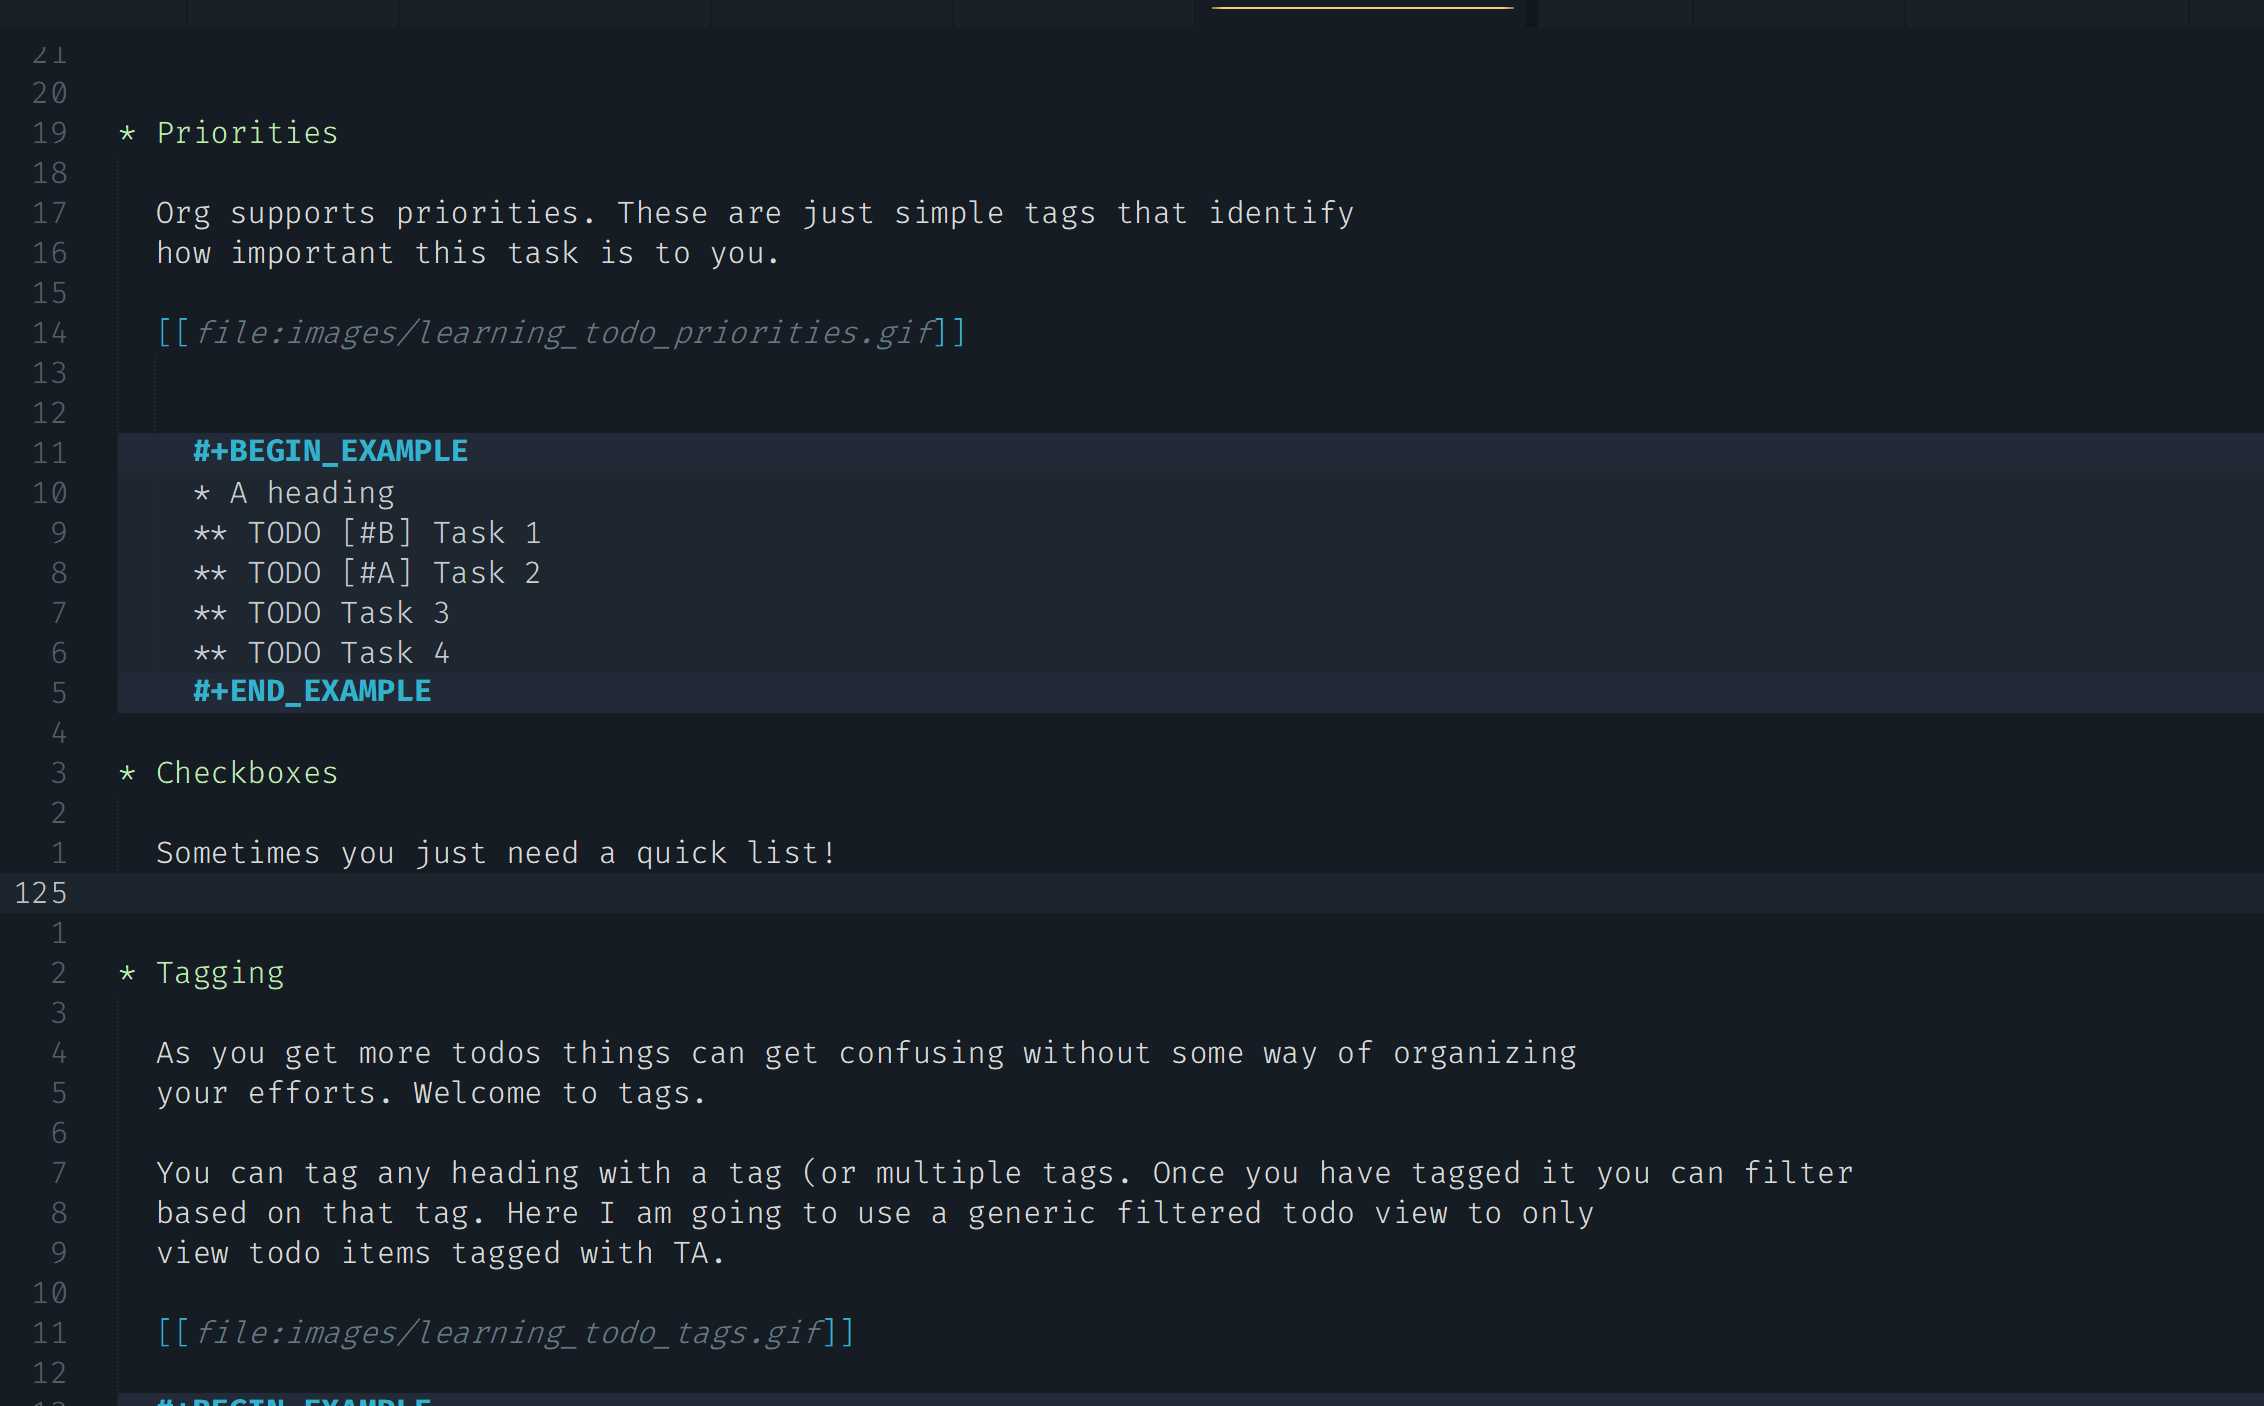 21
20
19 * Priorities
18
17 Org supports priorities. These are just simple tags that identify
16 how important this task is to you.
15
14 [[file:images/learning_todo_priorities.gif]]
13
12
11 #+BEGIN_EXAMPLE
10 * A heading
9 ** TODO [#B] Task 1
8 ** TODO [#A] Task 2
7 ** TODO Task 3
6 ** TODO Task 4
5 #+END_EXAMPLE
4
3 * Checkboxes
2
1 Sometimes you just need a quick list!
125
1
2 * Tagging
3
4 As you get more todos things can get confusing without some way of organizing
5 your efforts. Welcome to tags.
6
7 You can tag any heading with a tag (or multiple tags. Once you have tagged it you can filter
8 based on that tag. Here I am going to use a generic filtered todo view to only
9 view todo items tagged with TA.
10
11 [[file:images/learning_todo_tags.gif]]
12
13 #+BEGIN_EXAMPLE